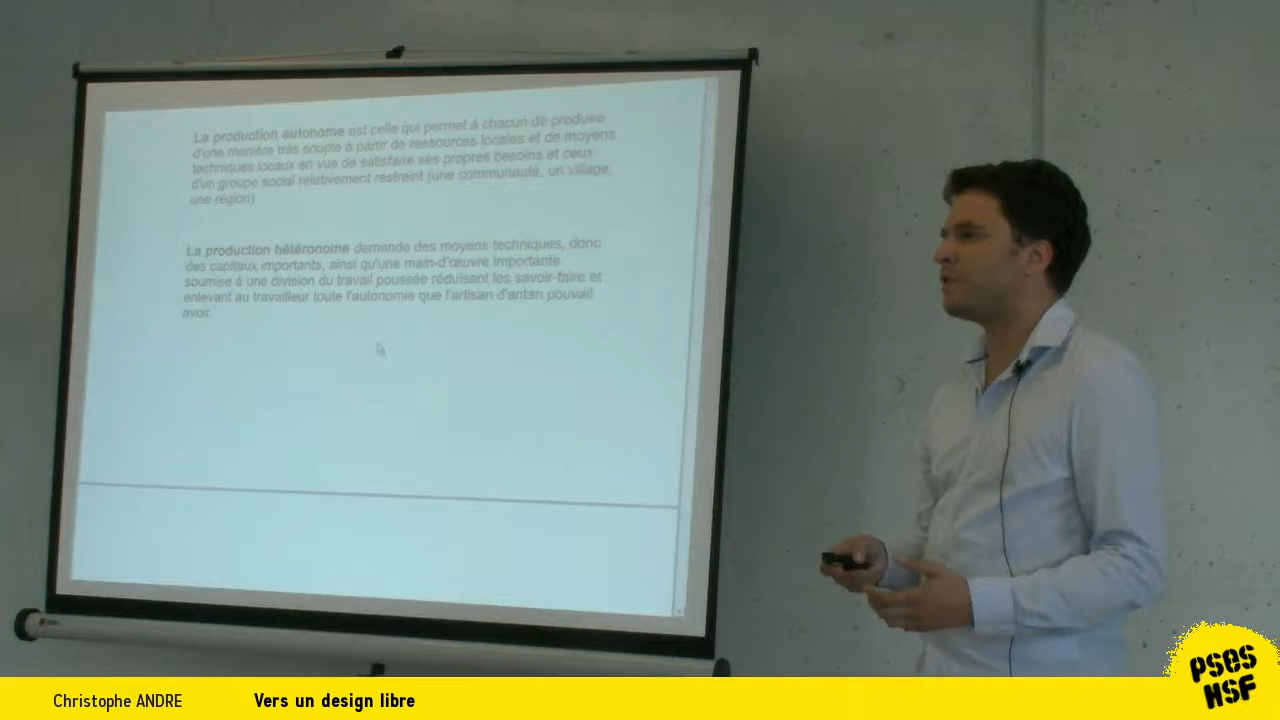 La production autonome est celle qui permet à chacun de produire
d'une manière très souple à partir de ressources locales et de moyens
techniques locaux en vue de satisfaire ses propres besoins et ceux
d'un groupe social relativement restreint (une communauté, un village,
une région)
La production hétéronome demande des moyens techniques, donc
des capitaux importants, ainsi qu'une main-d'œuvre importante
soumise à une division du travail poussée réduisant les savoir-faire et
enlevant au travailleur toute l'autonomie que l'artisan d'antan pouvait
avoir.
PSES
HSF
Christophe ANDRE
Vers un design libre